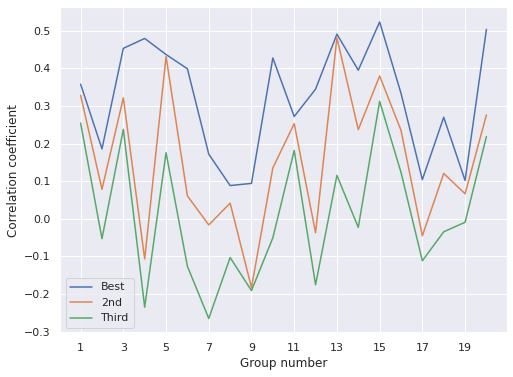 0.5
0.4
0.3
0.2
0.1
0.0
−0.1
−0.2
−0.3
Correlation coefficient
Best
2nd
Third
1 3 5 7 9 11 13 15 17 19
Group number